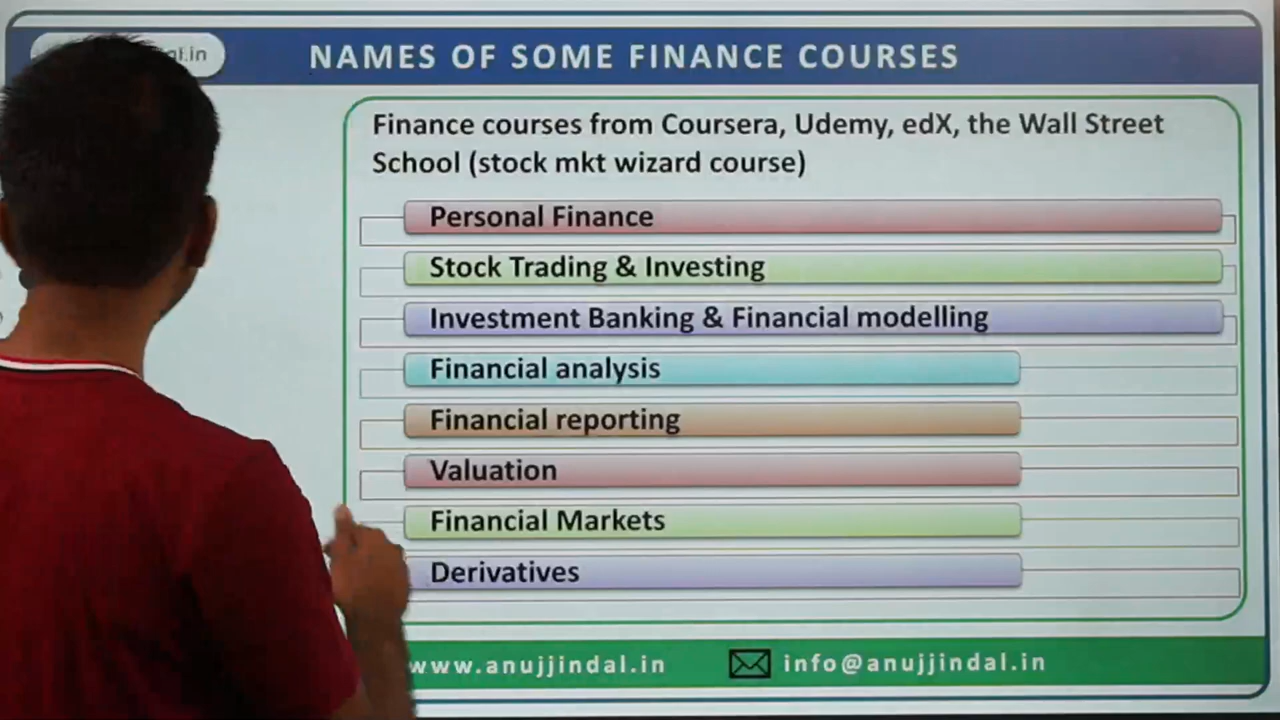 NAMES OF SOME FINANCE COURSES
Finance courses from Coursera, Udemy, edX, the Wall Street
School (stock mkt wizard course)
Personal Finance
Stock Trading & Investing
Investment Banking & Financial modelling
Financial analysis
Financial reporting
Valuation
Financial Markets
Derivatives
www.anujjindal.in
info@anujjindal.in